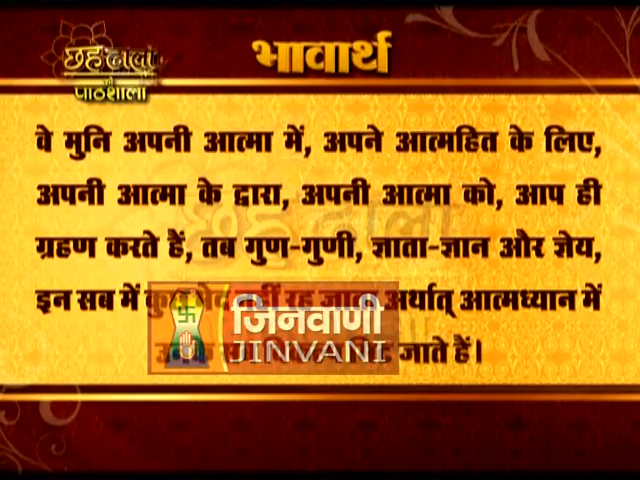 छहढाला
की
पाठशाला
भावार्थ
वे मुनि अपनी आत्मा में, अपने आत्महित के लिए,
अपनी आत्मा के द्वारा, अपनी आत्मा को, आप ही
ग्रहण करते हैं, तब गुण-गुणी, ज्ञाता-ज्ञान और ज्ञेय,
इन सब में रह अर्थात् आत्मध्यान में
जाते हैं।
जिनवाणी
JINVANI